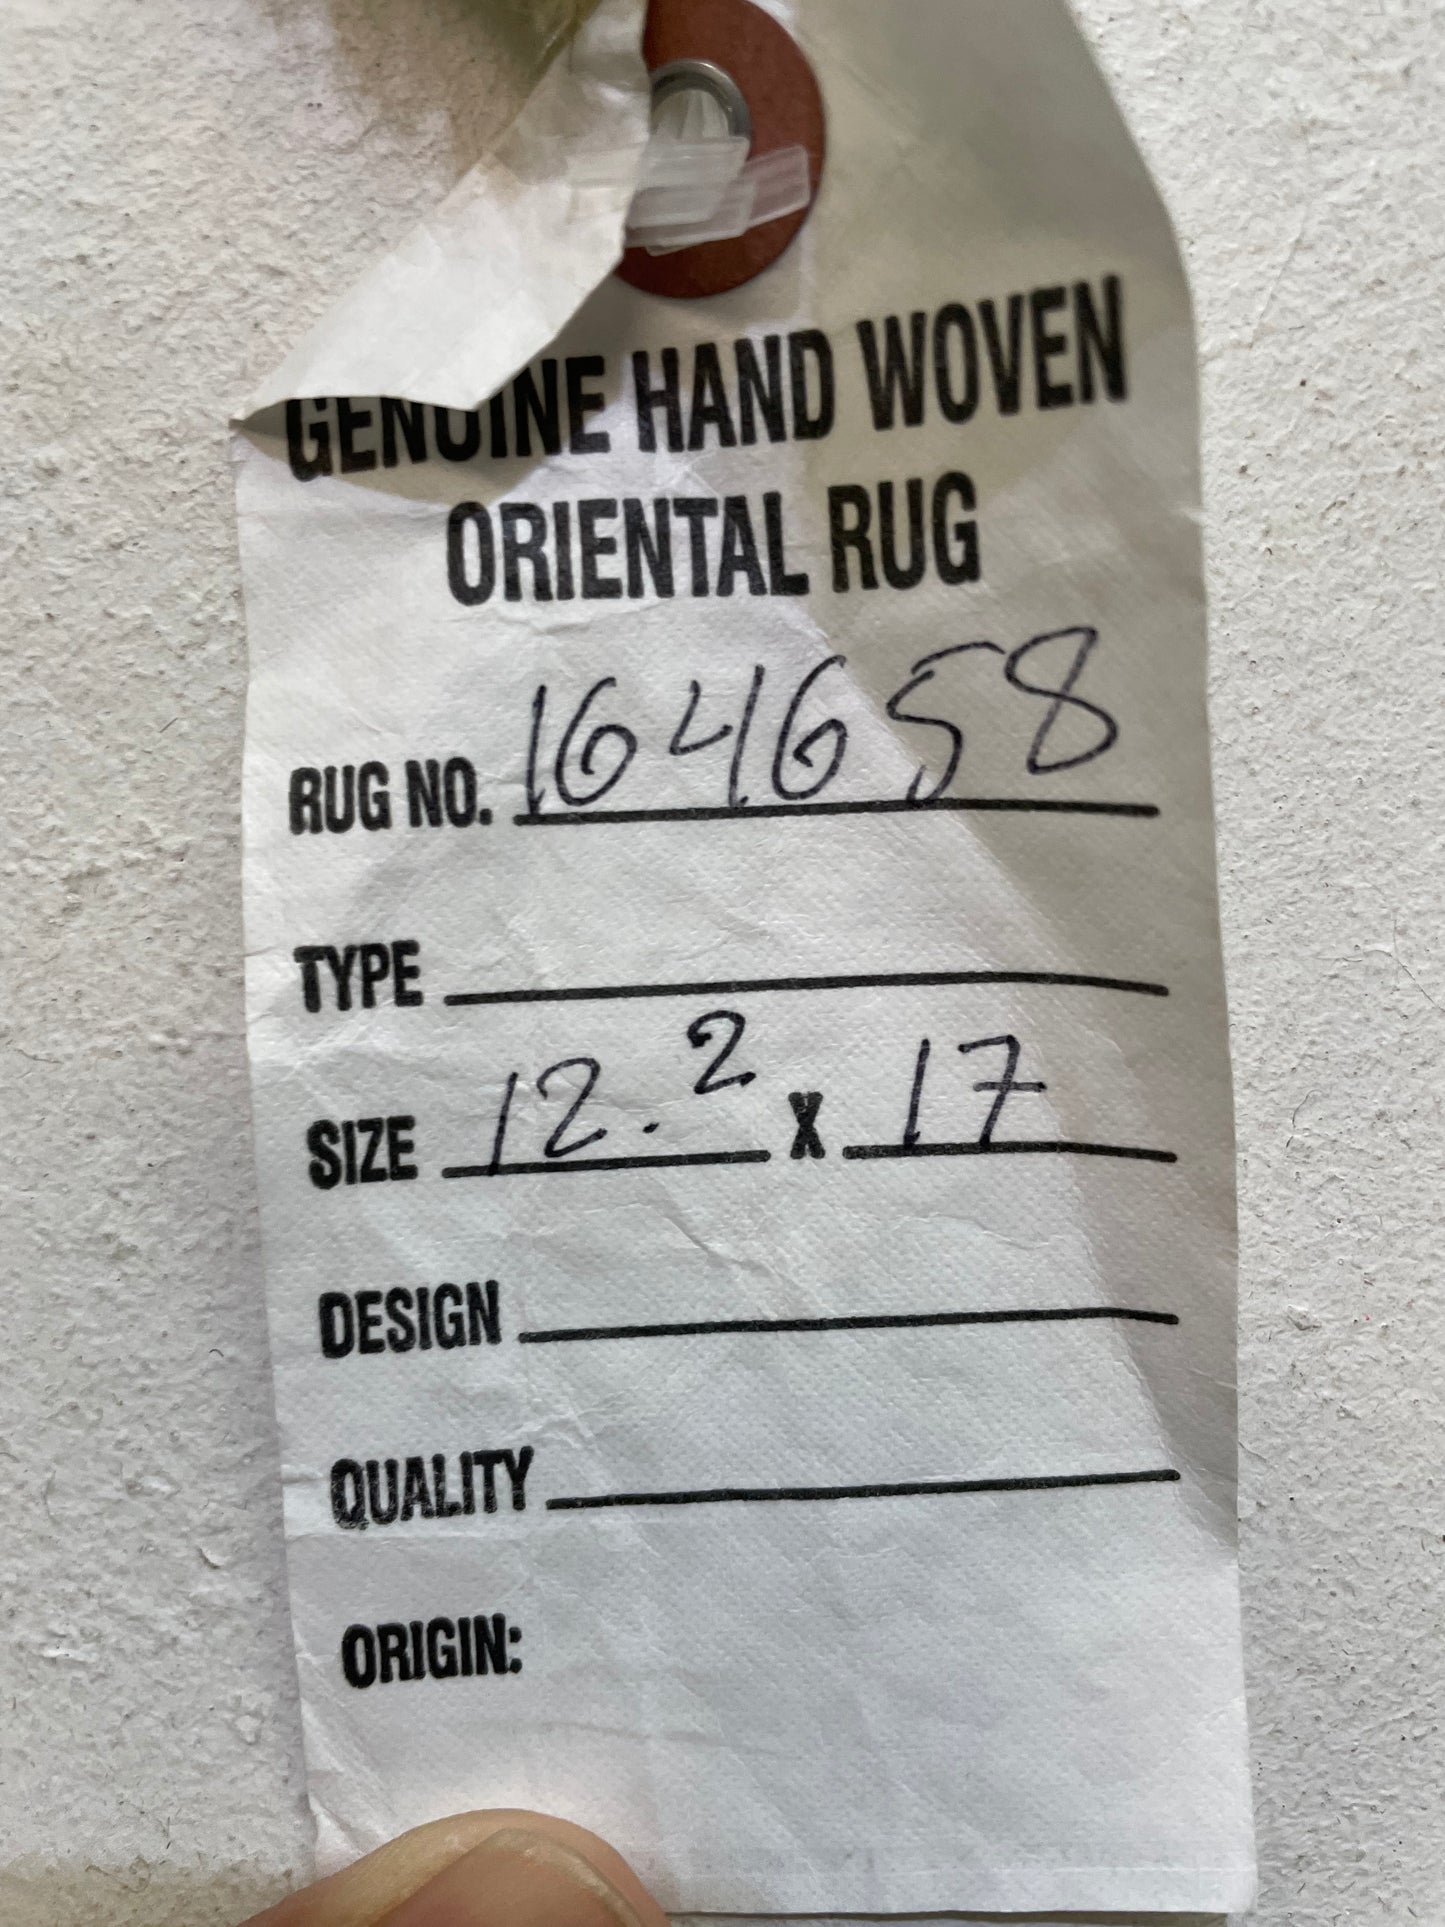 GENUINE HAND WOVEN
ORIENTAL RUG
RUG NO. 164658
TYPE
SIZE 12.2 X 17
DESIGN
QUALITY
ORIGIN: